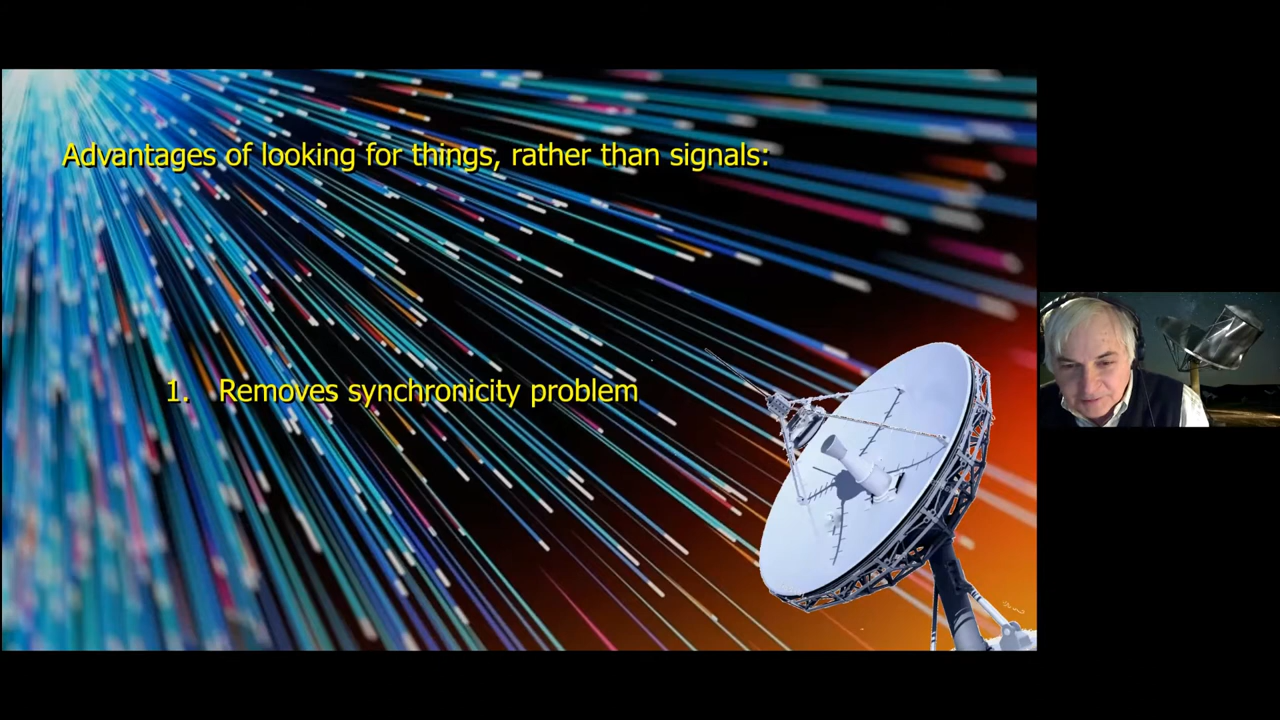 Advantages of looking for things, rather than signals:
1. Removes synchronicity problem